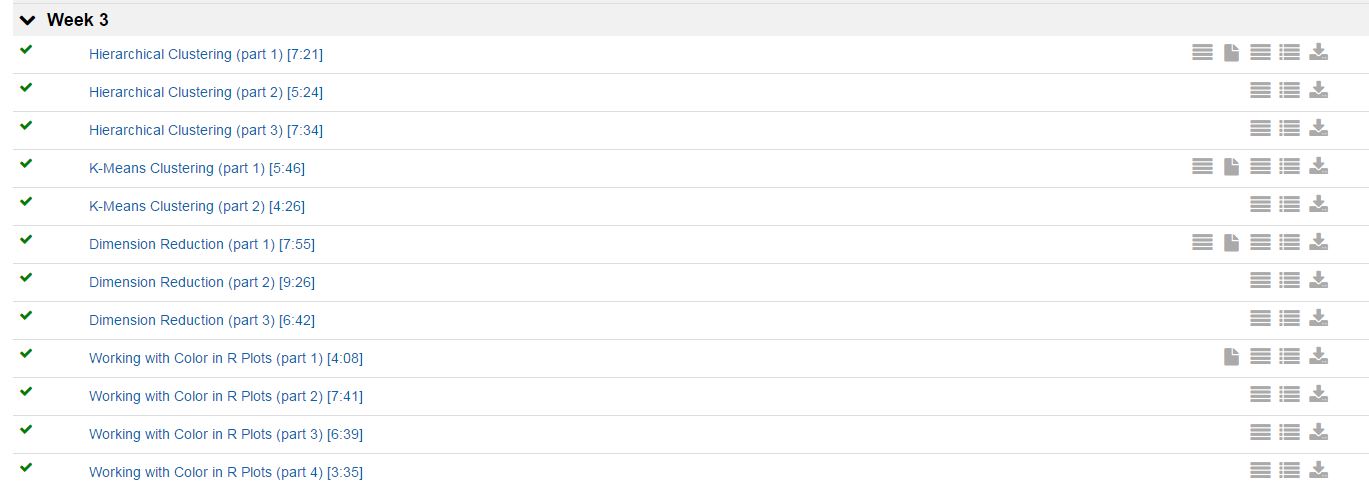 Week 3
Hierarchical Clustering (part 1) [7:21]
Hierarchical Clustering (part 2) [5:24]
Hierarchical Clustering (part 3) [7:34]
K-Means Clustering (part 1) [5:46]
K-Means Clustering (part 2) [4:26]
Dimension Reduction (part 1) [7:55]
Dimension Reduction (part 2) [9:26]
Dimension Reduction (part 3) [6:42]
Working with Color in R Plots (part 1) [4:08]
Working with Color in R Plots (part 2) [7:41]
Working with Color in R Plots (part 3) [6:39]
Working with Color in R Plots (part 4) [3:35]